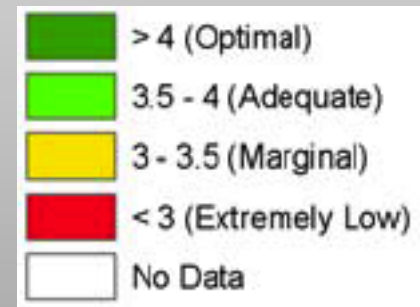 > 4 (Optimal)
3.5 - 4 (Adequate)
3 - 3.5 (Marginal)
< 3 (Extremely Low)
No Data